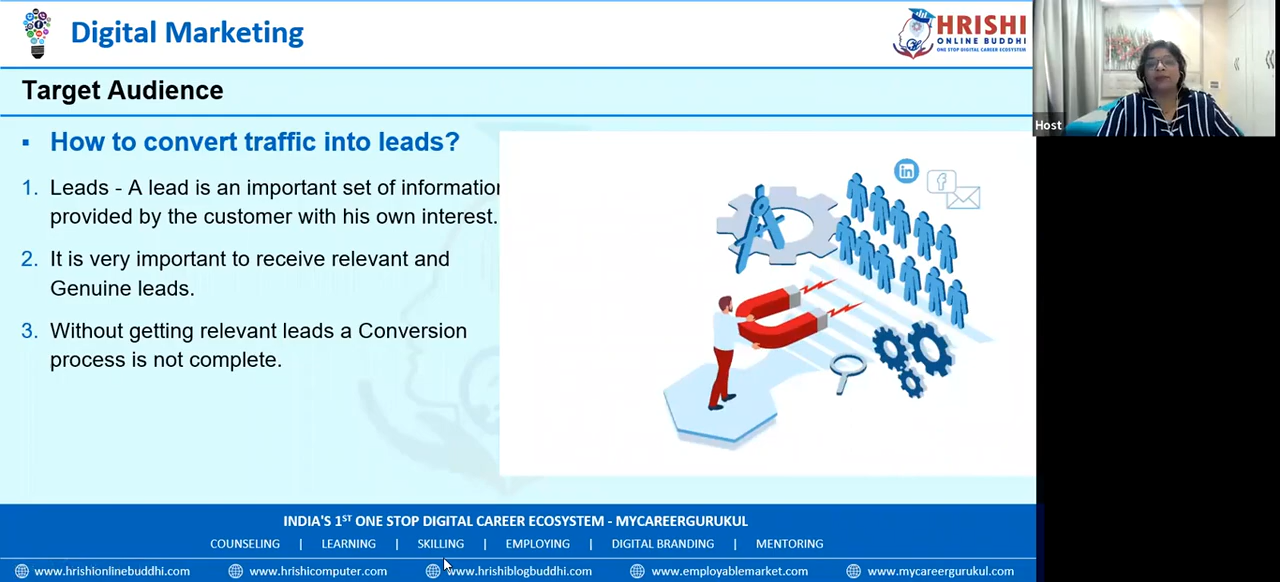 Digital Marketing
HRISHI
ONLINE BUDDHI
ONE STOP DIGITAL CAREER ECOSYSTEM
Host
Target Audience
▪ How to convert traffic into leads?
1. Leads - A lead is an important set of information
provided by the customer with his own interest.
2. It is very important to receive relevant and
Genuine leads.
3. Without getting relevant leads a Conversion
process is not complete.
in
f
INDIA'S 1ST ONE STOP DIGITAL CAREER ECOSYSTEM - MYCAREERGURUKUL
COUNSELING | LEARNING | SKILLING | EMPLOYING | DIGITAL BRANDING | MENTORING
www.hrishionlinebuddhi.com www.hrishicomputer.com www.hrishiblogbuddhi.com www.employablemarket.com www.mycareergurukul.com